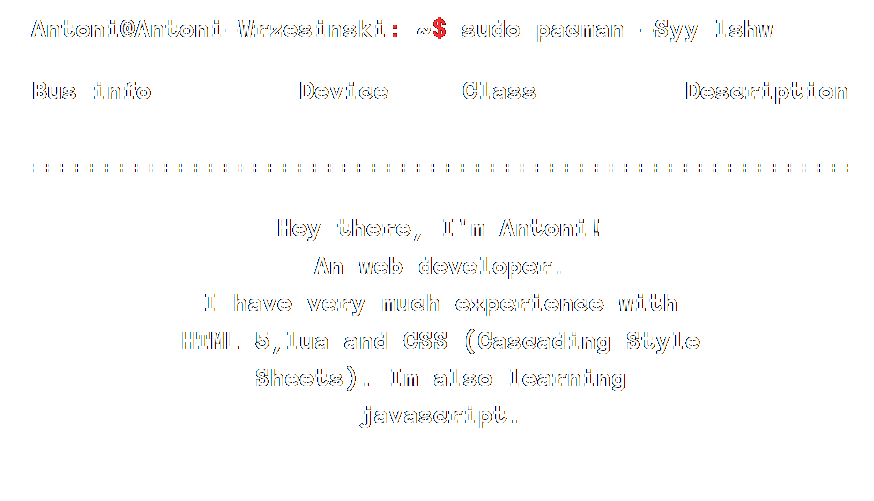 Antoni@Antoni-Wrzesinski: ~$ sudo pacman -Syy lshw
Bus info Device Class Description
========================================================
Hey there, I'm Antoni!
An web developer.
I have very much experience with
HTML 5,lua and CSS (Cascading Style
Sheets). Im also learning
javascript.